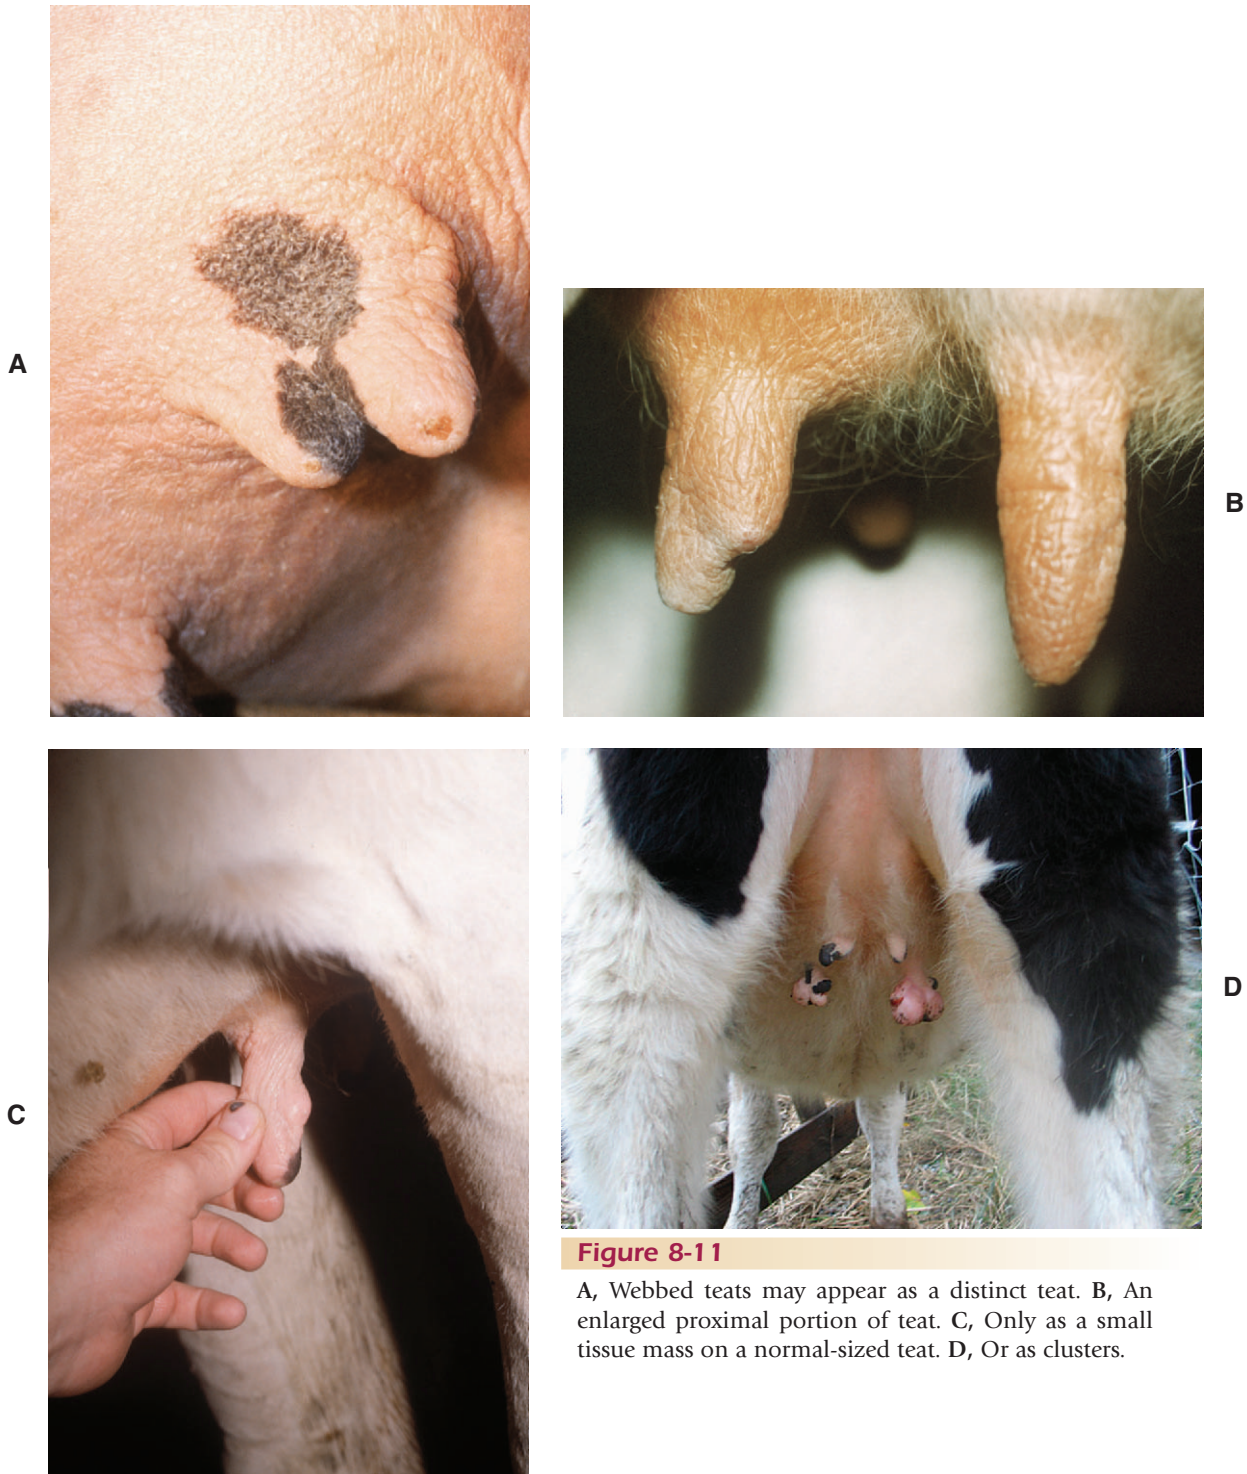 A
B
C
D
Figure 8-11
A, Webbed teats may appear as a distinct teat. B, An
enlarged proximal portion of teat. C, Only as a small
tissue mass on a normal-sized teat. D, Or as clusters.